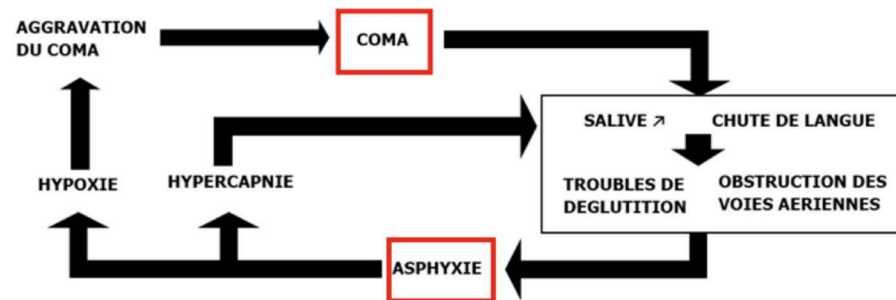 AGGRAVATION
DU COMA
COMA
SALIVE ↗
CHUTE DE LANGUE
HYPOXIE
HYPERCAPNIE
TROUBLES DE
DEGLUTITION
OBSTRUCTION DES
VOIES AERIENNES
ASPHYXIE